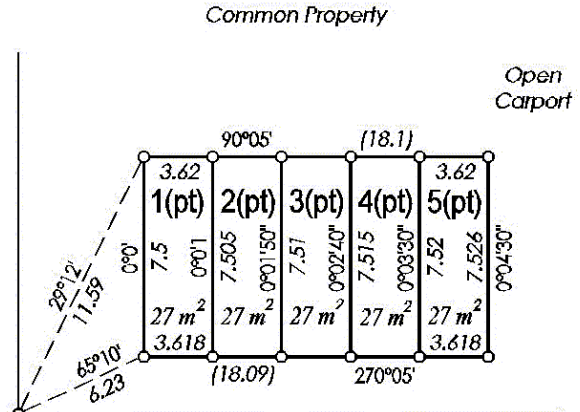 Common Property
Open
Carport
90°05' (18.1)
3.62 3.62
1(pt) 2(pt) 3(pt) 4(pt) 5(pt)
0°0' 7.5 0°0'1 7.505 0°01'50" 7.51 0°02'40" 7.515 0°03'30" 7.52 7.526 0°04'30"
29°12'
11.59
27 m² 27 m² 27 m² 27 m² 27 m²
3.618 3.618
65°10'
6.23
(18.09) 270°05'